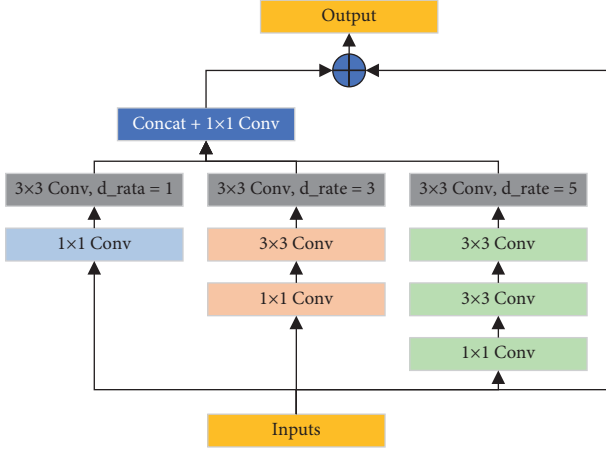 Output
Concat + 1×1 Conv
3×3 Conv, d_rata = 1
3×3 Conv, d_rate = 3
3×3 Conv, d_rate = 5
1×1 Conv
3×3 Conv
3×3 Conv
1×1 Conv
3×3 Conv
1×1 Conv
Inputs